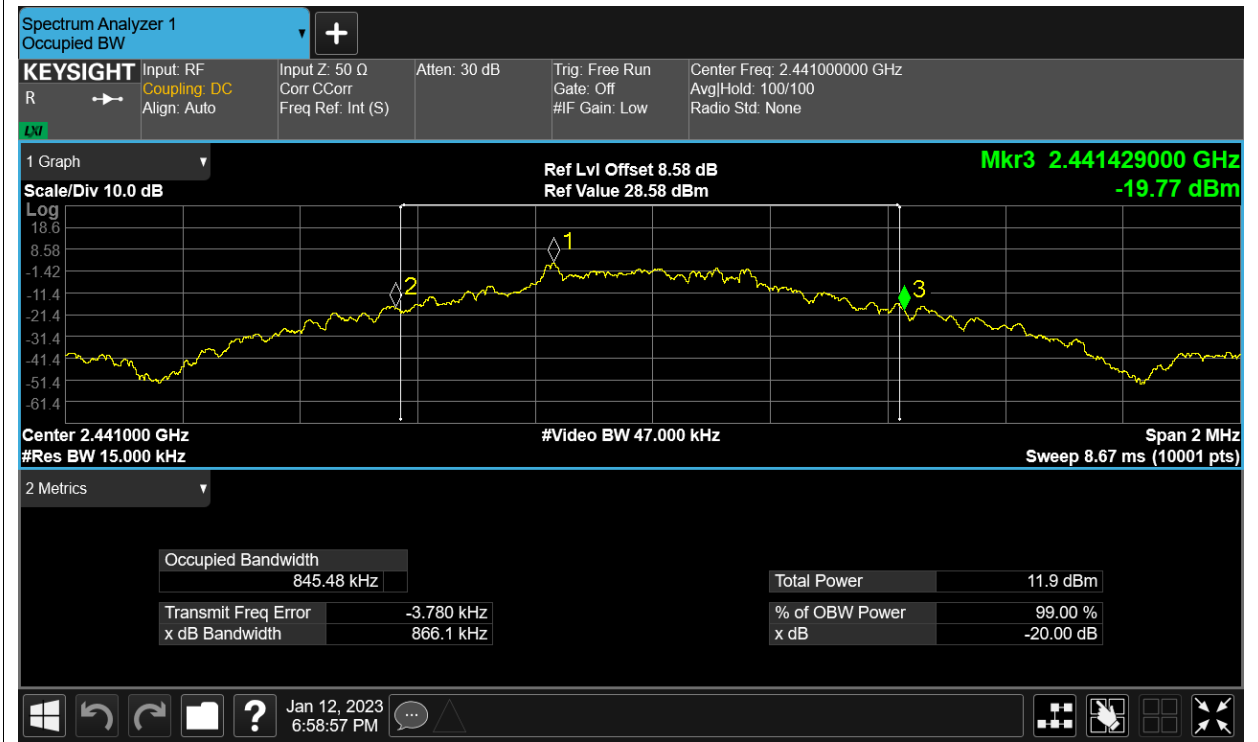 Spectrum Analyzer 1
Occupied BW
▼
+
KEYSIGHT
R
LXI
Input: RF
Coupling: DC
Align: Auto
Input Z: 50 Ω
Corr CCorr
Freq Ref: Int (S)
Atten: 30 dB
Trig: Free Run
Gate: Off
#IF Gain: Low
Center Freq: 2.441000000 GHz
Avg|Hold: 100/100
Radio Std: None
1 Graph ▼
Scale/Div 10.0 dB
Ref Lvl Offset 8.58 dB
Ref Value 28.58 dBm
Mkr3 2.441429000 GHz
-19.77 dBm
Log
18.6
8.58
-1.42
-11.4
-21.4
-31.4
-41.4
-51.4
-61.4
1
2
3
Center 2.441000 GHz
#Video BW 47.000 kHz
Span 2 MHz
#Res BW 15.000 kHz
Sweep 8.67 ms (10001 pts)
2 Metrics ▼
Occupied Bandwidth
845.48 kHz
Transmit Freq Error -3.780 kHz
x dB Bandwidth 866.1 kHz
Total Power 11.9 dBm
% of OBW Power 99.00 %
x dB -20.00 dB
?
Jan 12, 2023
6:58:57 PM